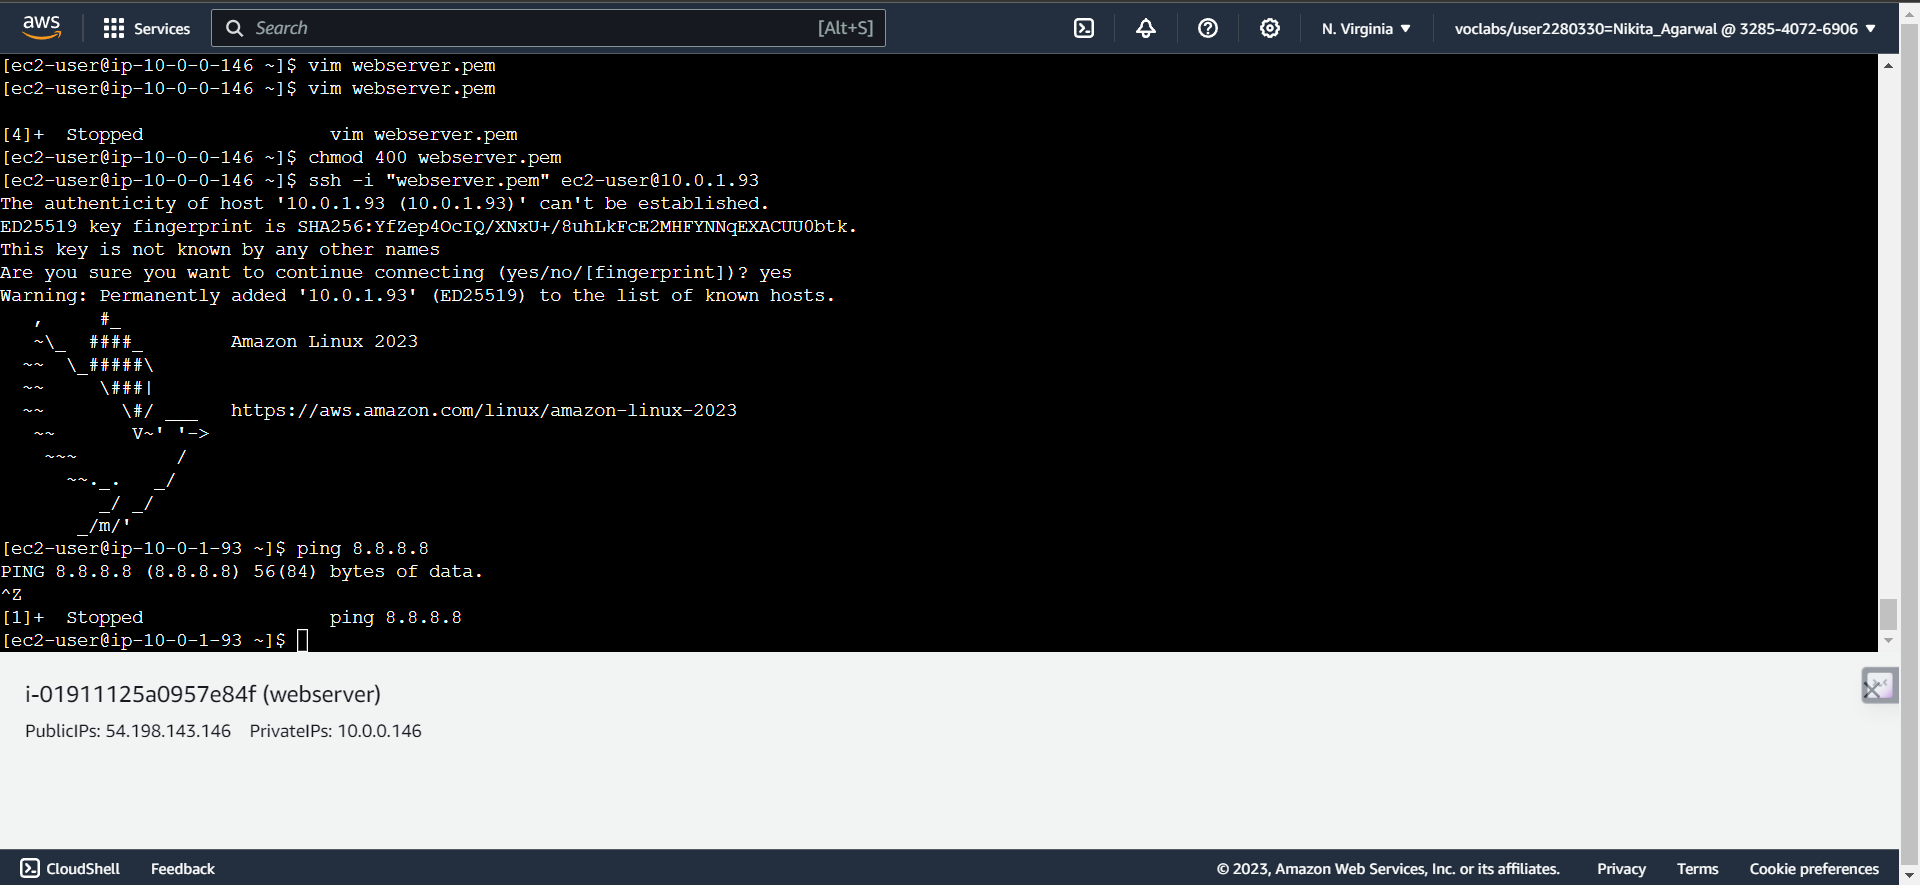 aws Services Search [Alt+S] N. Virginia voclabs/user2280330=Nikita_Agarwal @ 3285-4072-6906
[ec2-user@ip-10-0-0-146 ~]$ vim webserver.pem
[ec2-user@ip-10-0-0-146 ~]$ vim webserver.pem
[4]+  Stopped                 vim webserver.pem
[ec2-user@ip-10-0-0-146 ~]$ chmod 400 webserver.pem
[ec2-user@ip-10-0-0-146 ~]$ ssh -i "webserver.pem" ec2-user@10.0.1.93
The authenticity of host '10.0.1.93 (10.0.1.93)' can't be established.
ED25519 key fingerprint is SHA256:YfZep4OcIQ/XNxU+/8uhLkFcE2MHFYNNqEXACUU0btk.
This key is not known by any other names
Are you sure you want to continue connecting (yes/no/[fingerprint])? yes
Warning: Permanently added '10.0.1.93' (ED25519) to the list of known hosts.
   ,     #_
   ~\_  ####_        Amazon Linux 2023
  ~~  \_#####\
  ~~     \###|
  ~~       \#/ ___   https://aws.amazon.com/linux/amazon-linux-2023
   ~~       V~' '->
    ~~~         /
      ~~._.   _/
         _/ _/
       _/m/'
[ec2-user@ip-10-0-1-93 ~]$ ping 8.8.8.8
PING 8.8.8.8 (8.8.8.8) 56(84) bytes of data.
^Z
[1]+  Stopped                 ping 8.8.8.8
[ec2-user@ip-10-0-1-93 ~]$
i-01911125a0957e84f (webserver)
PublicIPs: 54.198.143.146 PrivateIPs: 10.0.0.146
CloudShell Feedback © 2023, Amazon Web Services, Inc. or its affiliates. Privacy Terms Cookie preferences